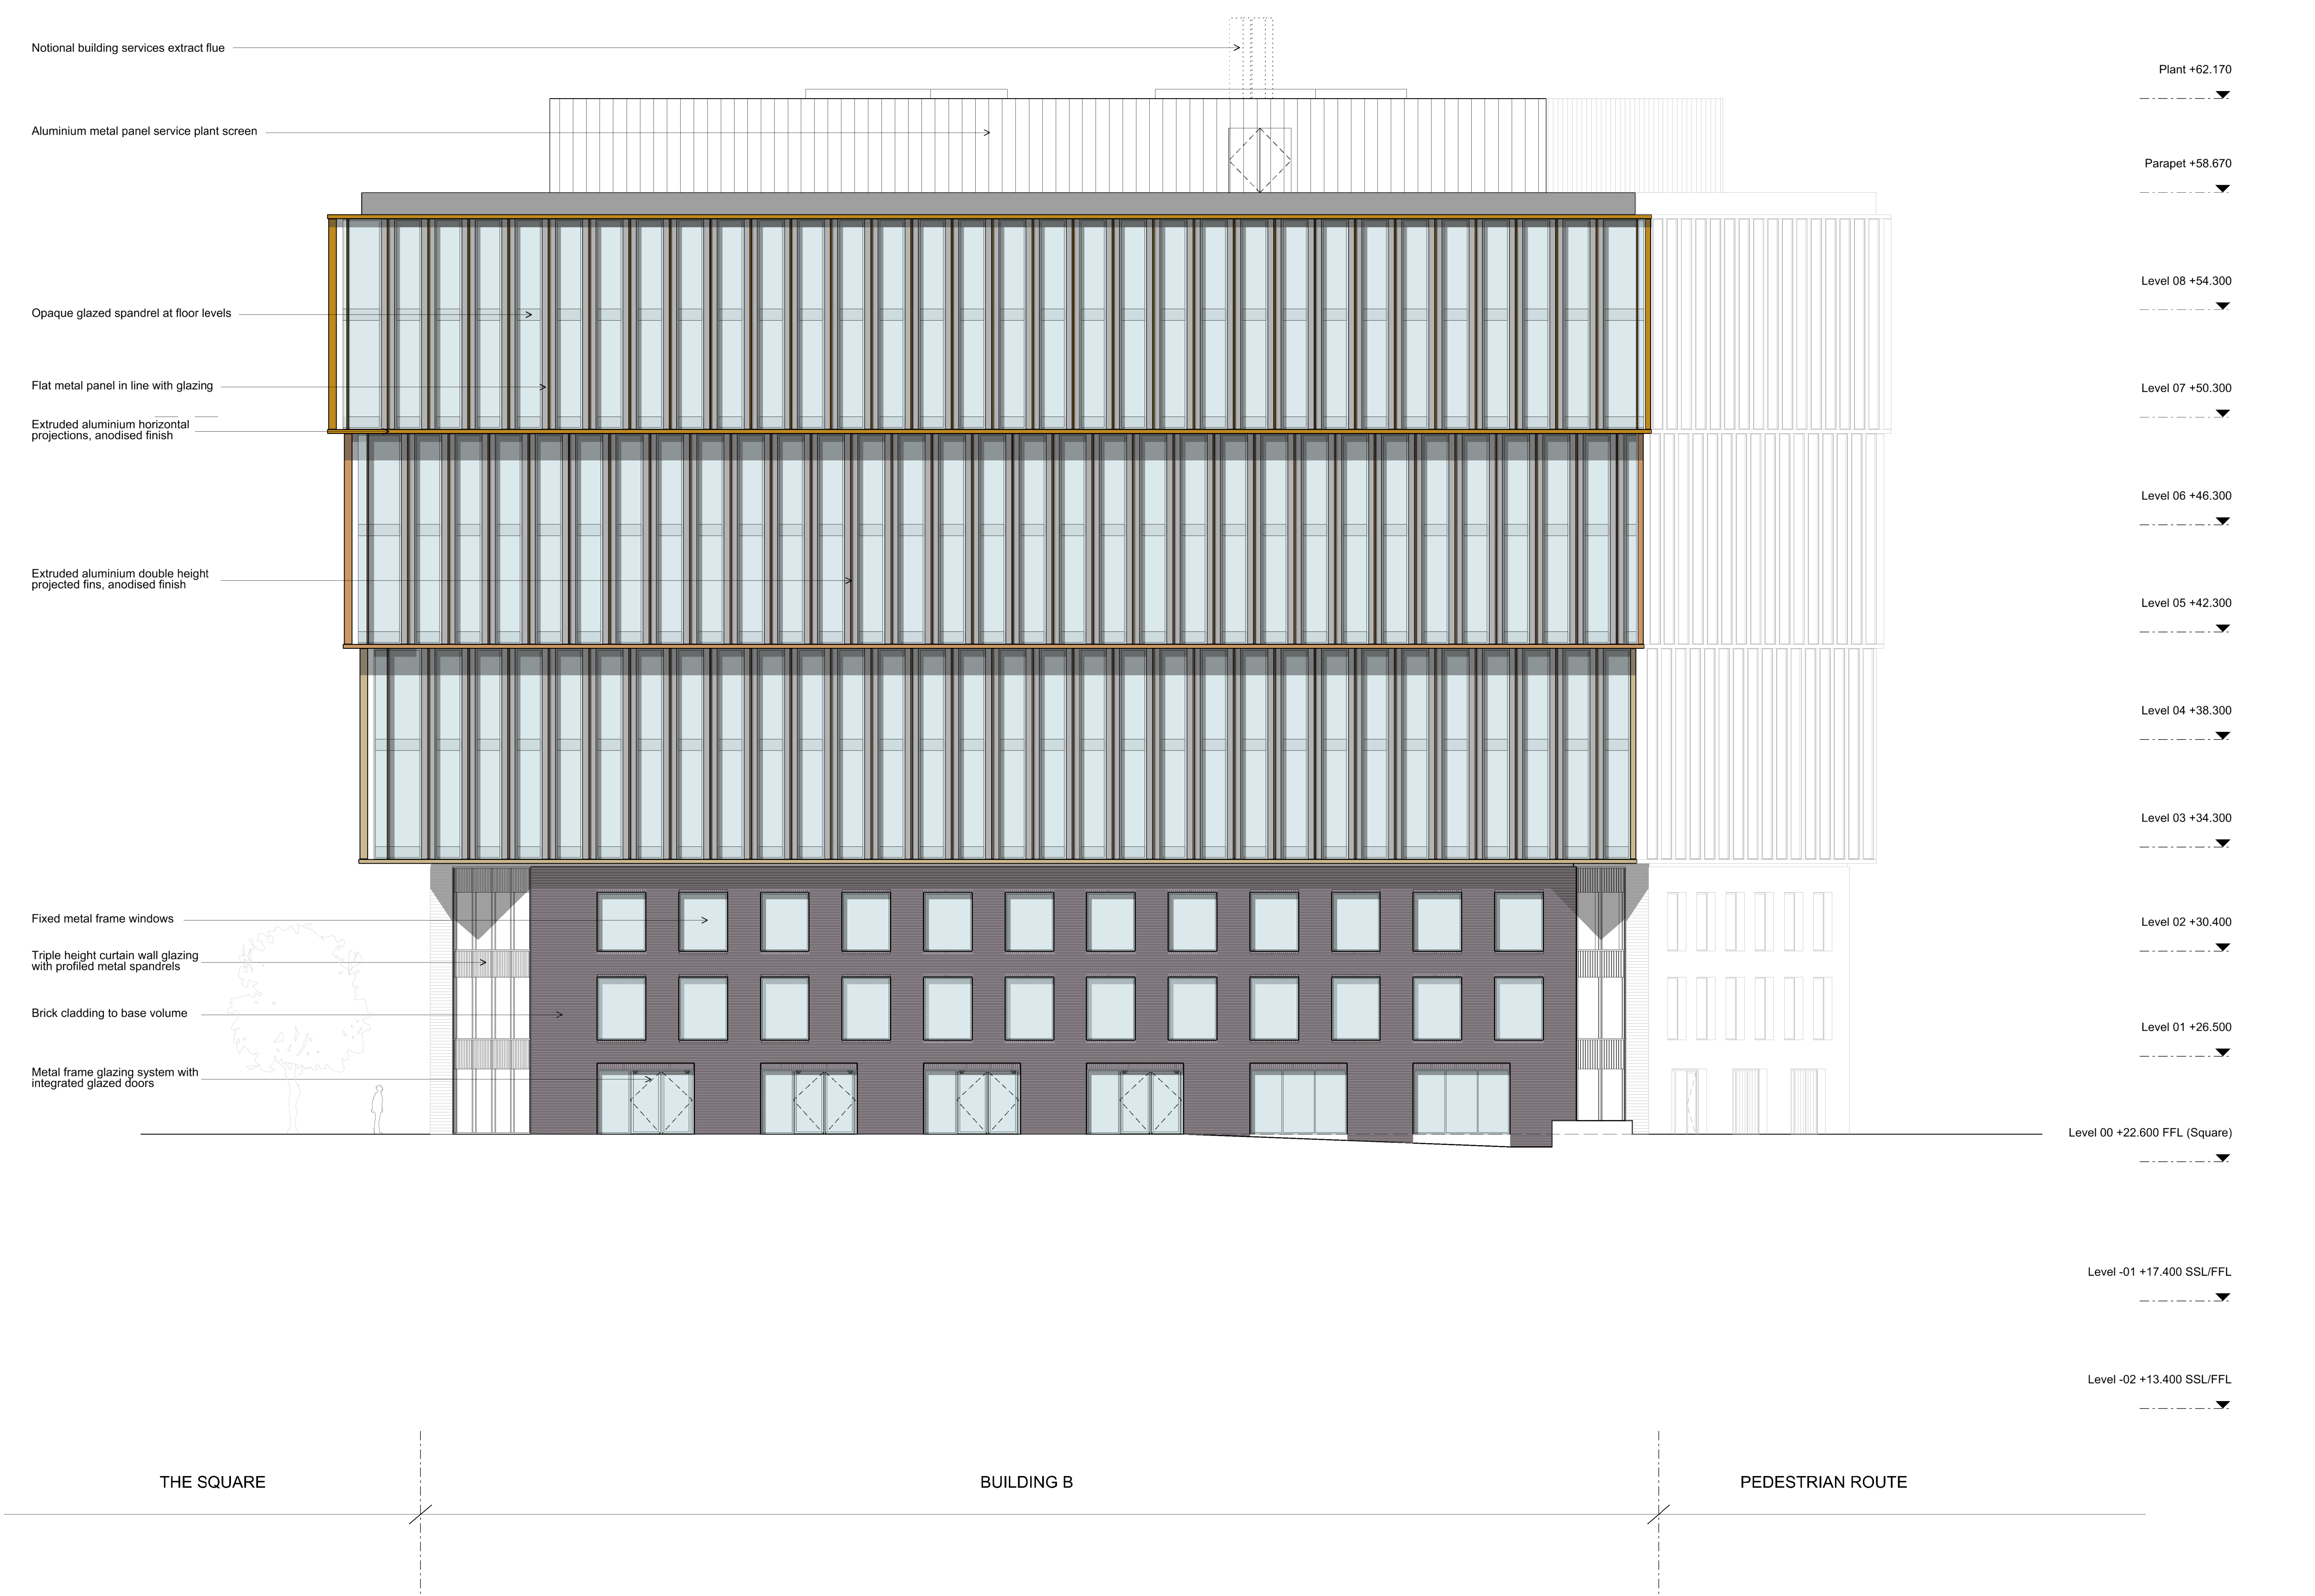 Notional building services extract flue
Plant +62.170
Aluminium metal panel service plant screen
Parapet +58.670
Level 08 +54.300
Opaque glazed spandrel at floor levels
Flat metal panel in line with glazing
Level 07 +50.300
Extruded aluminium horizontal
projections, anodised finish
Level 06 +46.300
Extruded aluminium double height
projected fins, anodised finish
Level 05 +42.300
Level 04 +38.300
Level 03 +34.300
Fixed metal frame windows
Level 02 +30.400
Triple height curtain wall glazing
with profiled metal spandrels
Brick cladding to base volume
Level 01 +26.500
Metal frame glazing system with
integrated glazed doors
Level 00 +22.600 FFL (Square)
Level -01 +17.400 SSL/FFL
Level -02 +13.400 SSL/FFL
THE SQUARE
BUILDING B
PEDESTRIAN ROUTE